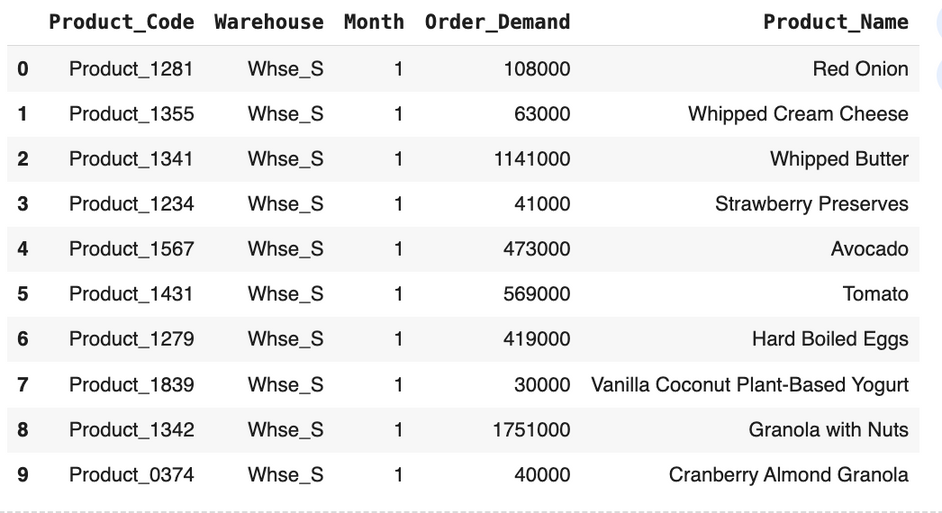 Product_Code Warehouse Month Order_Demand Product_Name
0 Product_1281 Whse_S 1 108000 Red Onion
1 Product_1355 Whse_S 1 63000 Whipped Cream Cheese
2 Product_1341 Whse_S 1 1141000 Whipped Butter
3 Product_1234 Whse_S 1 41000 Strawberry Preserves
4 Product_1567 Whse_S 1 473000 Avocado
5 Product_1431 Whse_S 1 569000 Tomato
6 Product_1279 Whse_S 1 419000 Hard Boiled Eggs
7 Product_1839 Whse_S 1 30000 Vanilla Coconut Plant-Based Yogurt
8 Product_1342 Whse_S 1 1751000 Granola with Nuts
9 Product_0374 Whse_S 1 40000 Cranberry Almond Granola